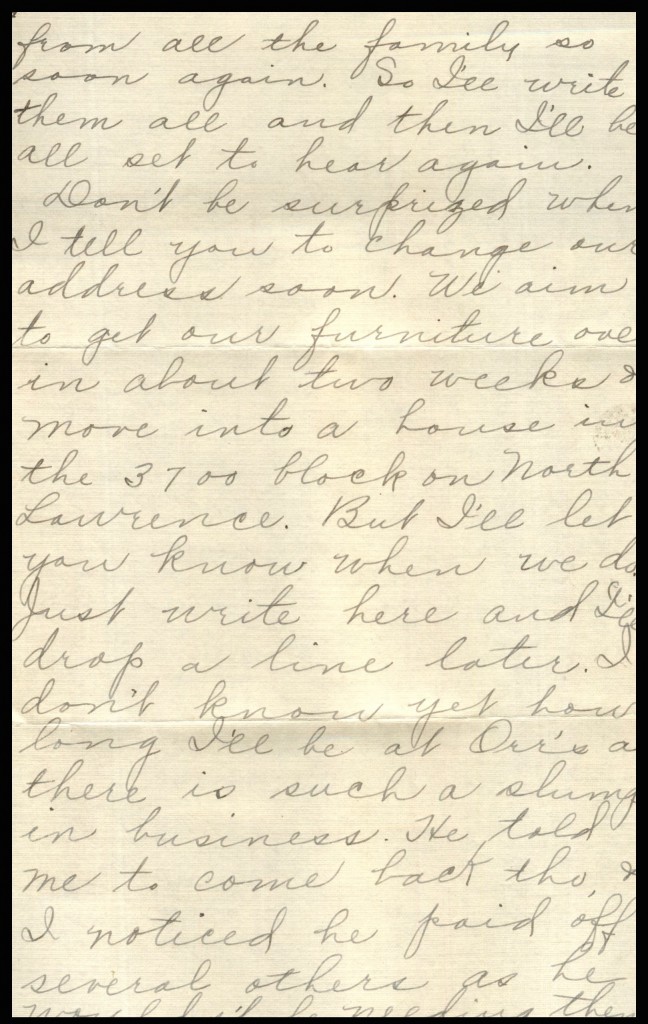 from all the family so
soon again. So I'll write
them all and then I'll be
all set to hear again.
Don't be surprized when
I tell you to change our
address soon. We aim
to get our furniture ove
in about two weeks &
move into a house in
the 3700 block on North
Lawrence. But I'll let
you know when we do.
Just write here and I'll
drop a line later. I
don't know yet how
long I'll be at Orr's a
there is such a slump
in business. He told
me to come back tho, &
I noticed he paid off
several others as he
needing them